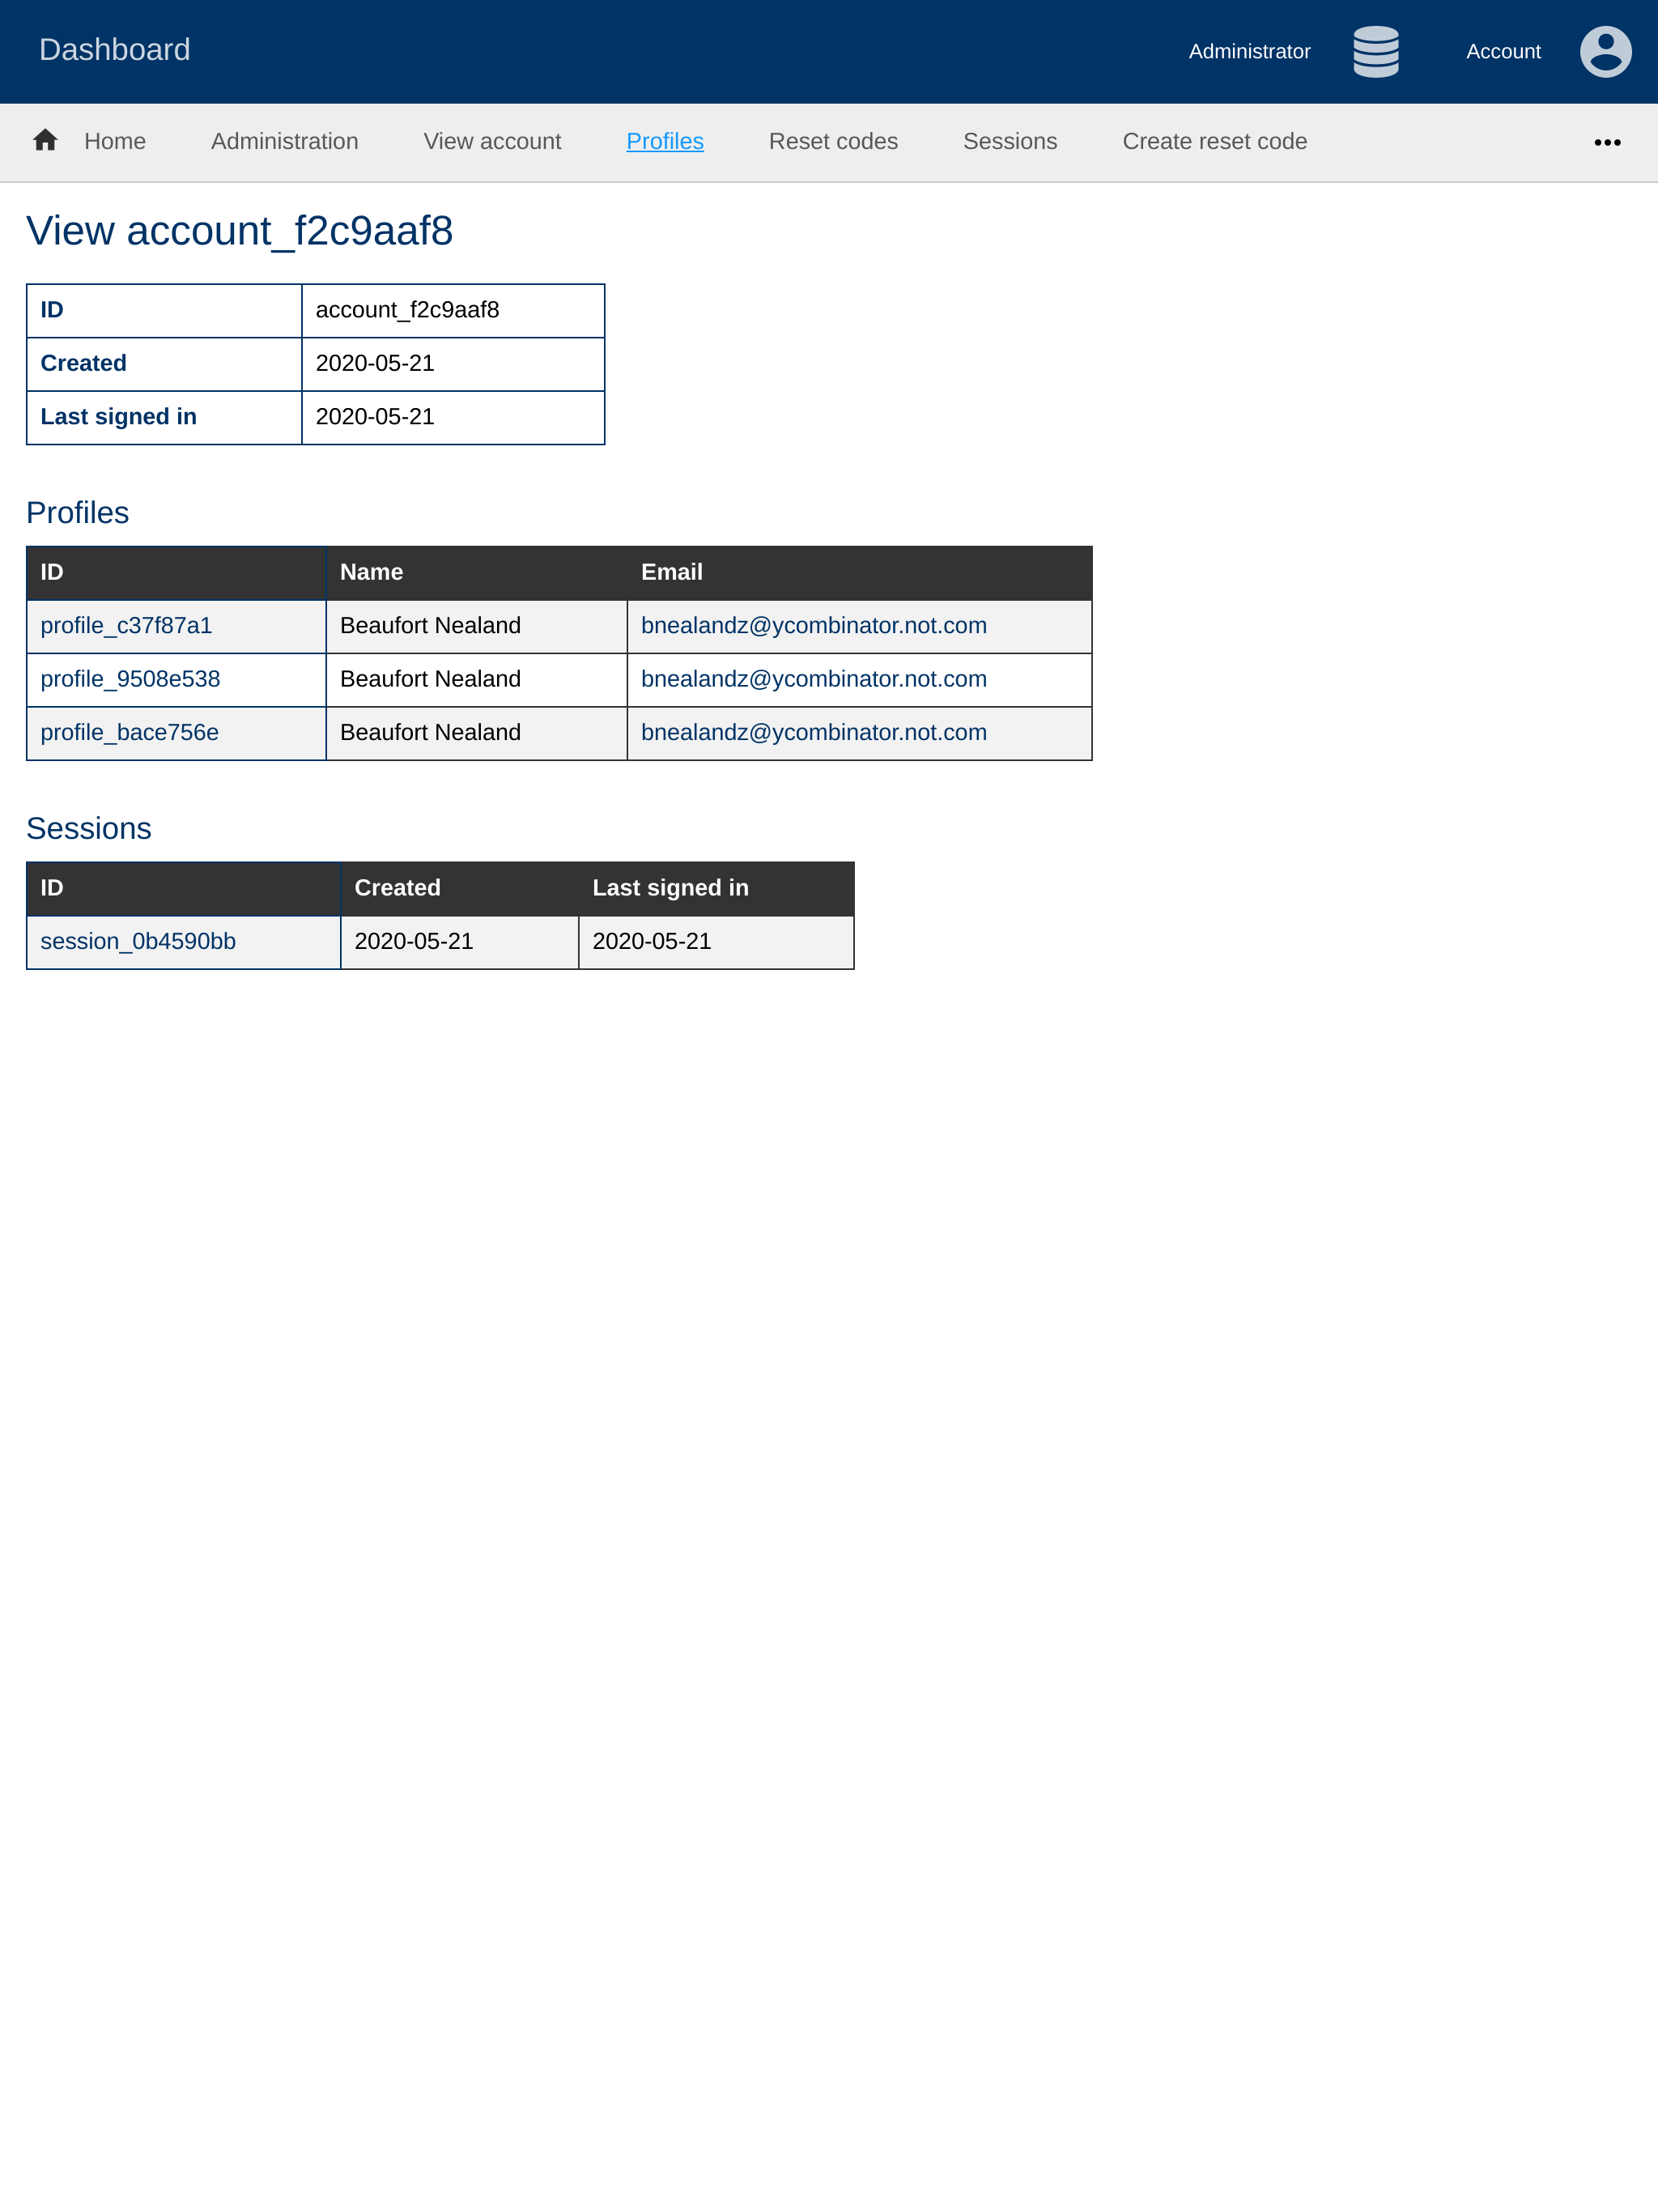 Dashboard Administrator Account
Home Administration View account Profiles Reset codes Sessions Create reset code
View account_f2c9aaf8
ID account_f2c9aaf8
Created 2020-05-21
Last signed in 2020-05-21
Profiles
ID Name Email
profile_c37f87a1 Beaufort Nealand bnealandz@ycombinator.not.com
profile_9508e538 Beaufort Nealand bnealandz@ycombinator.not.com
profile_bace756e Beaufort Nealand bnealandz@ycombinator.not.com
Sessions
ID Created Last signed in
session_0b4590bb 2020-05-21 2020-05-21